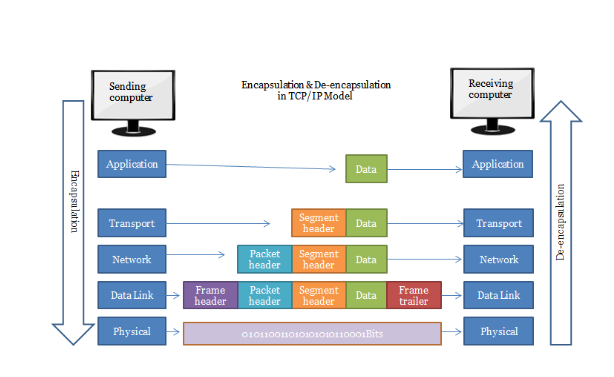 Sending
computer
Encapsulation & De-encapsulation
in TCP/IP Model
Receiving
computer
Encapsulation
De-encapsulation
Application
Data
Application
Transport
Segment
header
Data
Transport
Network
Packet
header
Segment
header
Data
Network
Data Link
Frame
header
Packet
header
Segment
header
Data
Frame
trailer
Data Link
Physical
01011001101010101011 0001Bits
Physical